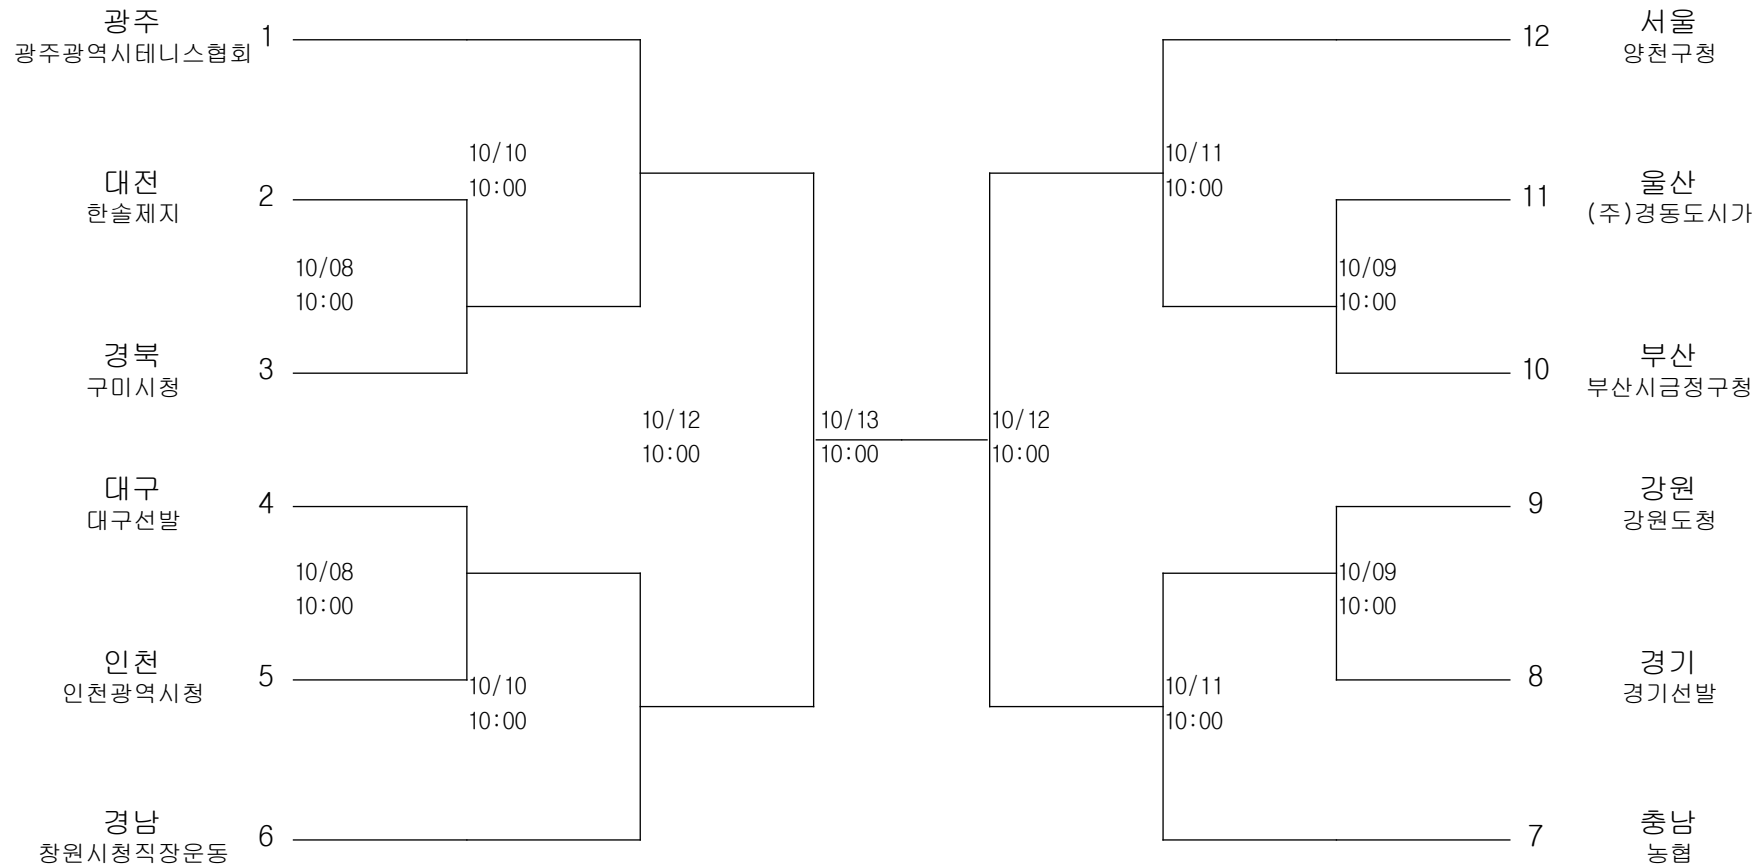 광주
광주광역시테니스협회
1
12
서울
양천구청
10/10
10:00
10/11
10:00
대전
한솔제지
2
11
울산
(주)경동도시가
10/08
10:00
10/09
10:00
경북
구미시청
3
10
부산
부산시금정구청
10/12
10:00
10/13
10:00
10/12
10:00
대구
대구선발
4
9
강원
강원도청
10/08
10:00
10/09
10:00
인천
인천광역시청
5
8
경기
경기선발
10/10
10:00
10/11
10:00
경남
창원시청직장운동
6
7
충남
농협